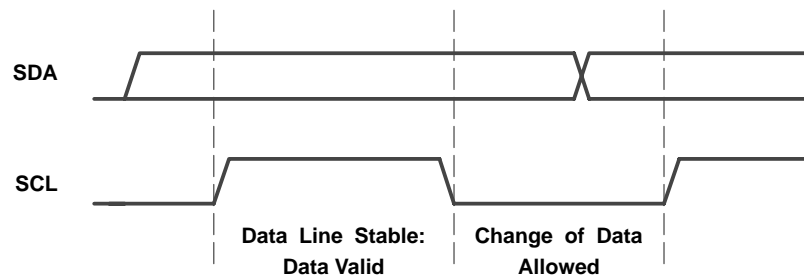 SDA
SCL
Data Line Stable:
Data Valid
Change of Data
Allowed